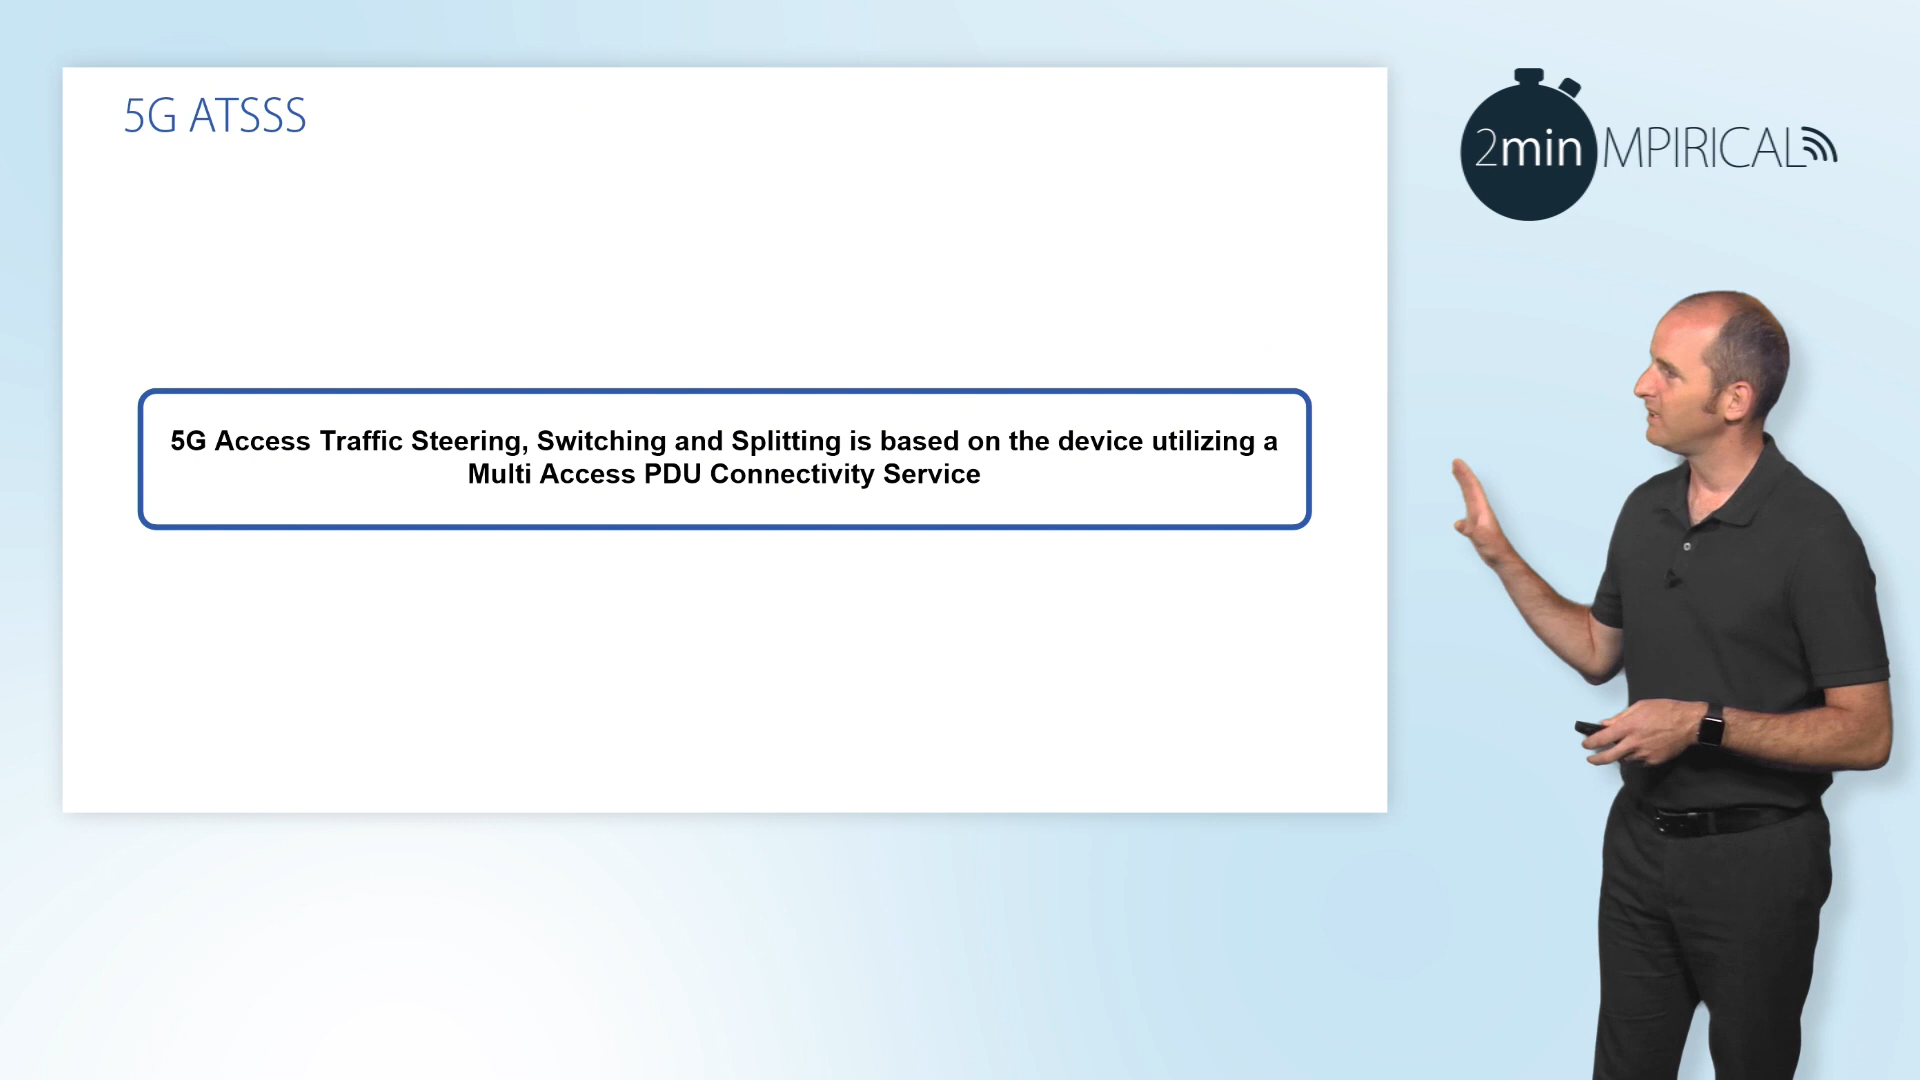 5G ATSSS
2min MPIRICAL
5G Access Traffic Steering, Switching and Splitting is based on the device utilizing a
Multi Access PDU Connectivity Service